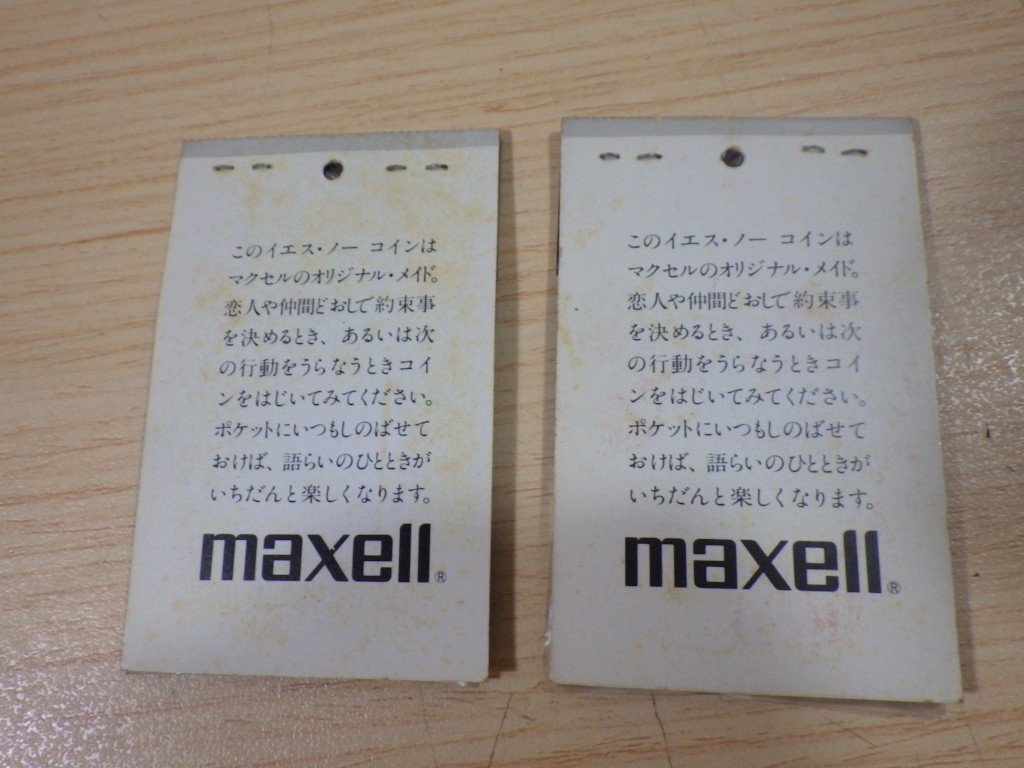 このイエス・ノー コインは
マクセルのオリジナル・メイド。
恋人や仲間どおしで約束事
を決めるとき、あるいは次
の行動をうらなうときコイ
ンをはじいてみてください。
ポケットにいつもしのばせて
おけば、語らいのひとときが
いちだんと楽しくなります。
maxell®
このイエス・ノー コインは
マクセルのオリジナル・メイド。
恋人や仲間どおしで約束事
を決めるとき、あるいは次
の行動をうらなうときコイ
ンをはじいてみてください。
ポケットにいつもしのばせて
おけば、語らいのひとときが
いちだんと楽しくなります。
maxell®